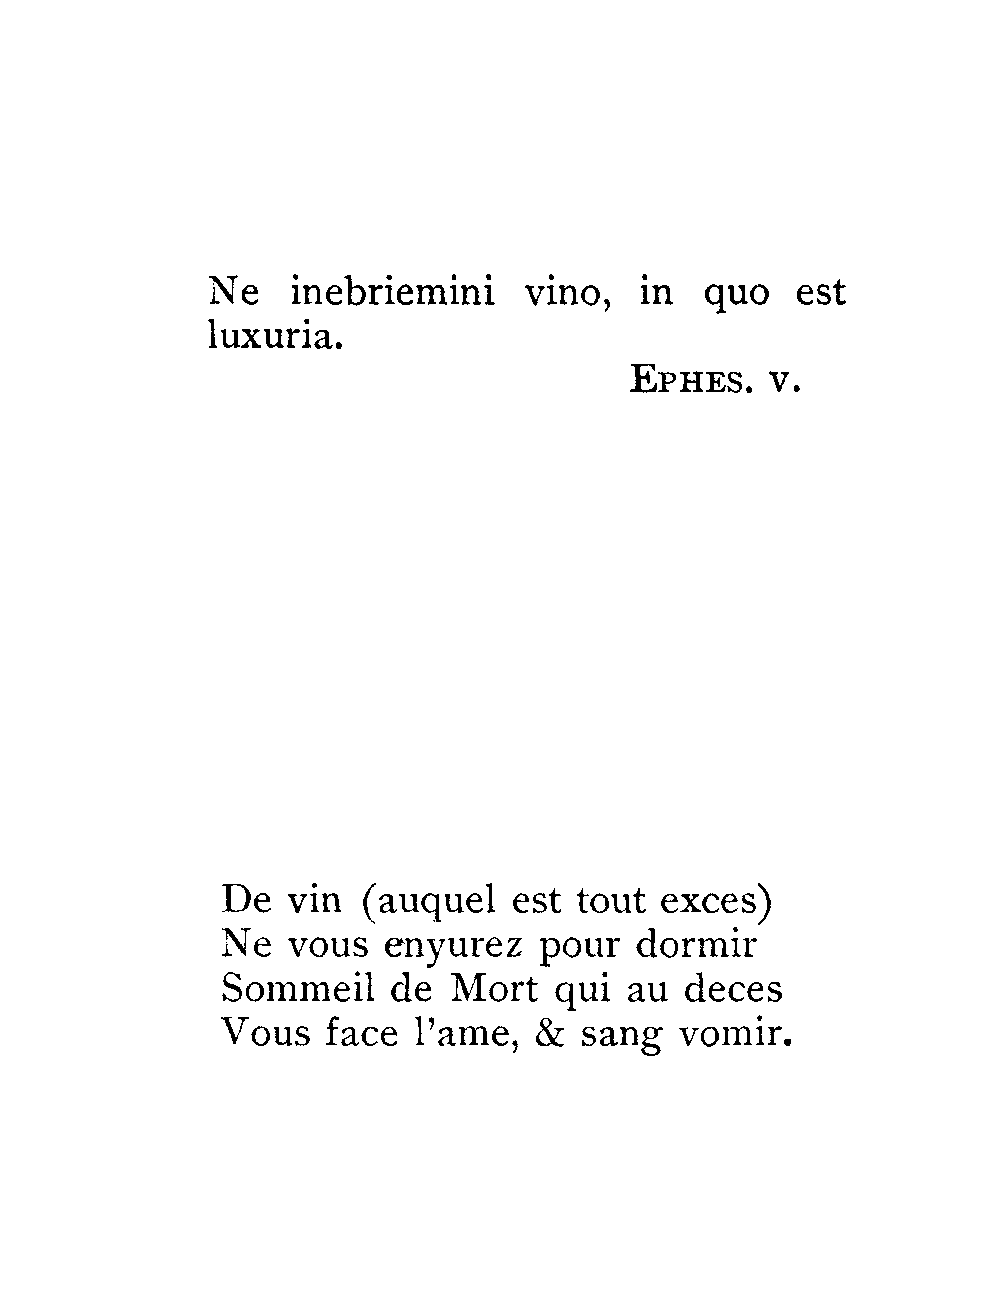 Ne inebriemini vino, in quo est
luxuria.
Ephes. v.
De vin (auquel est tout exces)
Ne vous enyurez pour dormir
Sommeil de Mort qui au deces
Vous face l'ame, & sang vomir.